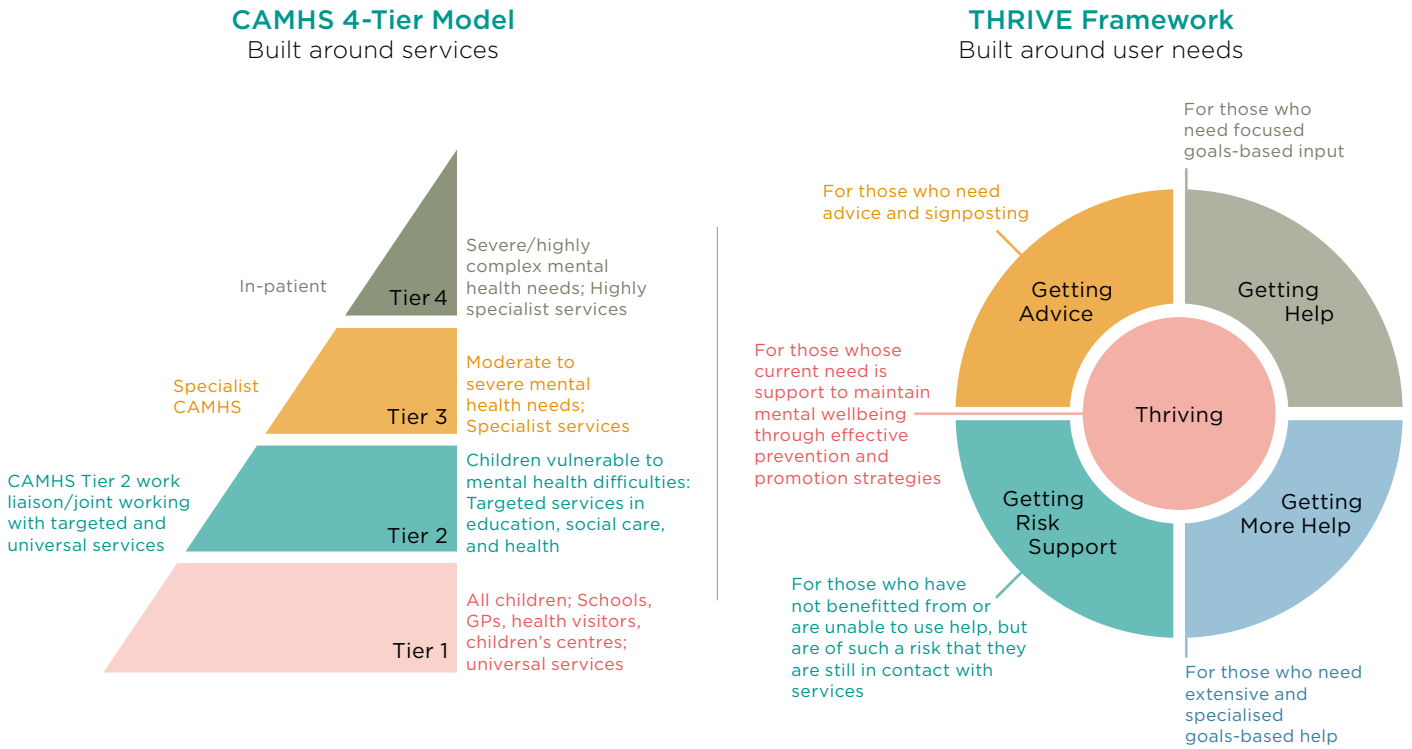 CAMHS 4-Tier Model
Built around services
In-patient
Tier 4
Severe/highly
complex mental
health needs; Highly
specialist services
Specialist
CAMHS
Tier 3
Moderate to
severe mental
health needs;
Specialist services
CAMHS Tier 2 work
liaison/joint working
with targeted and
universal services
Tier 2
Children vulnerable to
mental health difficulties:
Targeted services in
education, social care,
and health
Tier 1
All children; Schools,
GPs, health visitors,
children's centres;
universal services
THRIVE Framework
Built around user needs
For those who
need focused
goals-based input
For those who need
advice and signposting
Getting
Advice
Getting
Help
For those whose
current need is
support to maintain
mental wellbeing
through effective
prevention and
promotion strategies
Thriving
Getting
Risk
Support
Getting
More Help
For those who have
not benefitted from or
are unable to use help, but
are of such a risk that they
are still in contact with
services
For those who need
extensive and
specialised
goals-based help